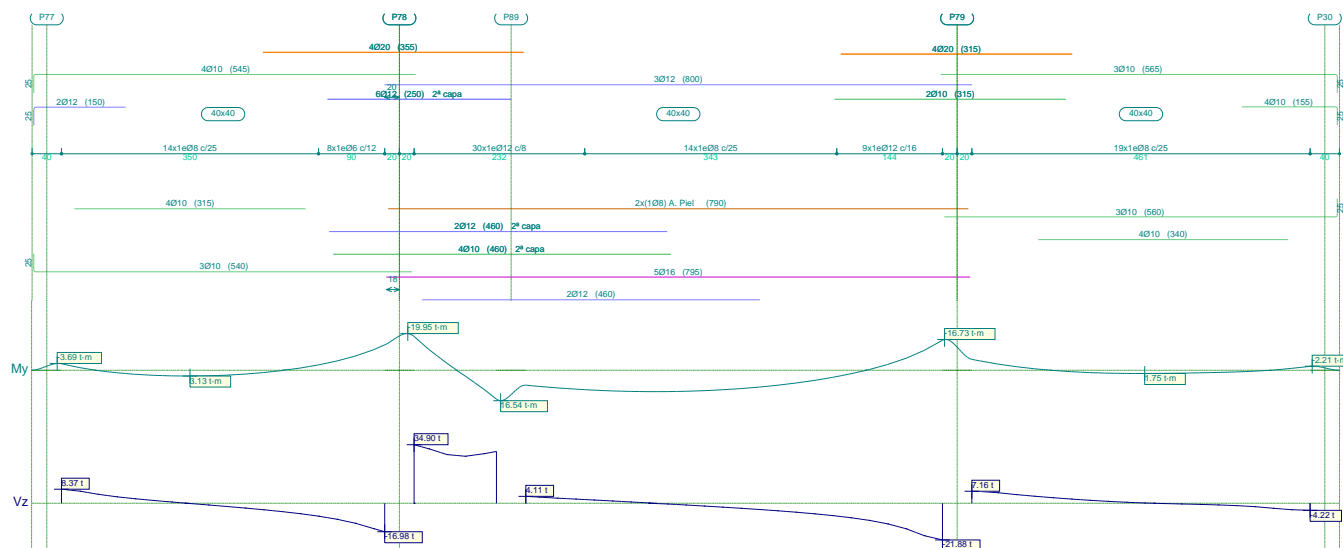 P77 P78 P89 P79 P30
4Ø20 (355) 4Ø20 (315)
4Ø10 (545) 3Ø10 (565)
25 3Ø12 (800) 25
20
6Ø12 (250) 2ª capa 2Ø10 (315)
2Ø12 (150) 4Ø10 (155)
25 40x40 40x40 40x40 25
14x1eØ8 c/25 8x1eØ6 c/12 30x1eØ12 c/8 14x1eØ8 c/25 9x1eØ12 c/16 19x1eØ8 c/25
40 350 90 20 20 232 343 144 20 20 461 40
4Ø10 (315) 2x(1Ø8) A. Piel (790) 25
3Ø10 (560)
2Ø12 (460) 2ª capa
4Ø10 (340)
4Ø10 (460) 2ª capa
25 3Ø10 (540) 5Ø16 (795)
18
2Ø12 (460)
-19.95 t·m -16.73 t·m
-3.69 t·m -2.21 t·m
My
3.13 t·m 1.75 t·m
16.54 t·m
34.90 t
8.37 t 7.16 t
4.11 t
Vz
-4.22 t
-16.98 t
-21.88 t